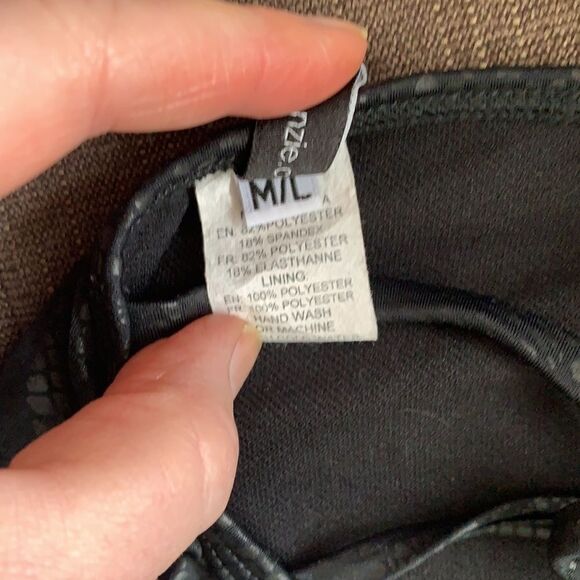 nzie.
M/L
A
EN: 82%POLYESTER
18% SPANDEX
FR: 82% POLYESTER
18% ELASTHANNE
LINING:
EN: 100% POLYESTER
100% POLYESTER
HAND WASH
OR MACHINE